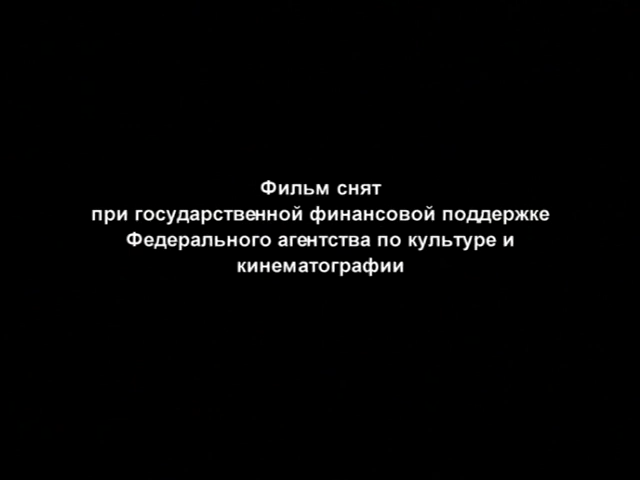 Фильм снят
при государственной финансовой поддержке
Федерального агентства по культуре и
кинематографии